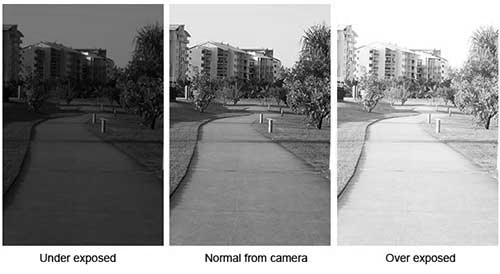 Under exposed
Normal from camera
Over exposed